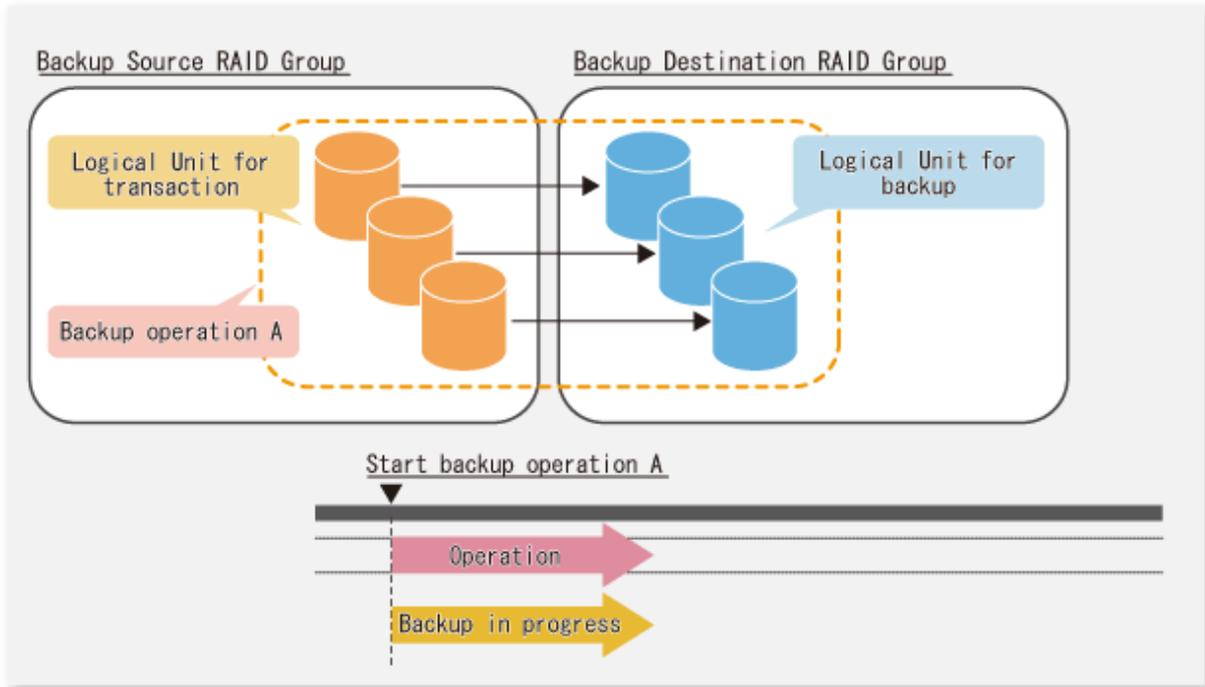 Backup Source RAID Group
Backup Destination RAID Group
Logical Unit for
transaction
Logical Unit for
backup
Backup operation A
Start backup operation A
Operation
Backup in progress